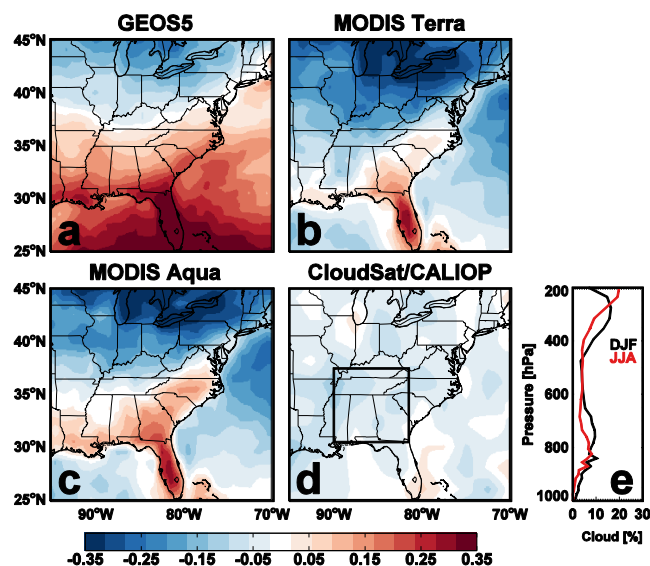 GEOS5 MODIS Terra
45°N
40°N
35°N
30°N
25°N
a b
MODIS Aqua CloudSat/CALIOP
45°N
40°N
35°N
30°N
25°N
c d
90°W 80°W 70°W 90°W 80°W 70°W
200
400
600
800
1000
Pressure [hPa]
DJF
JJA
e
0 10 20 30
Cloud [%]
-0.35 -0.25 -0.15 -0.05 0.05 0.15 0.25 0.35